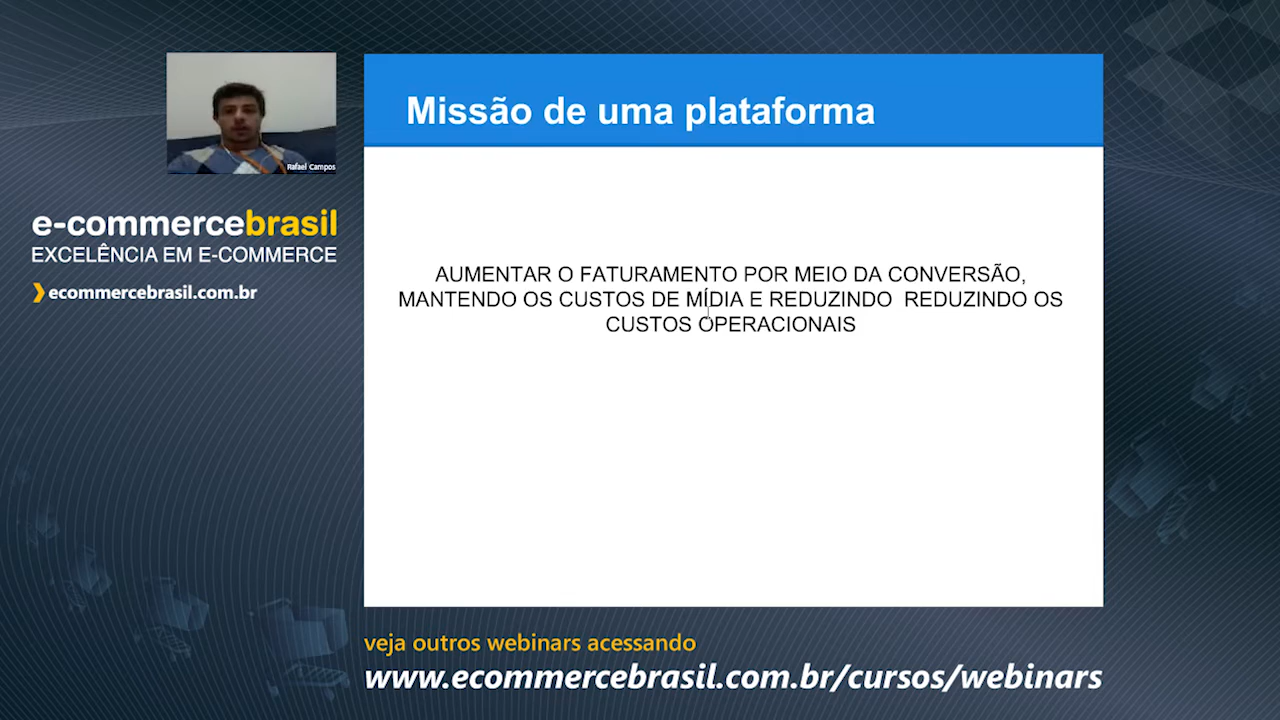 Missão de uma plataforma
Rafael Campos
e-commercebrasil
EXCELÊNCIA EM E-COMMERCE
ecommercebrasil.com.br
AUMENTAR O FATURAMENTO POR MEIO DA CONVERSÃO,
MANTENDO OS CUSTOS DE MÍDIA E REDUZINDO  REDUZINDO OS
CUSTOS OPERACIONAIS
veja outros webinars acessando
www.ecommercebrasil.com.br/cursos/webinars